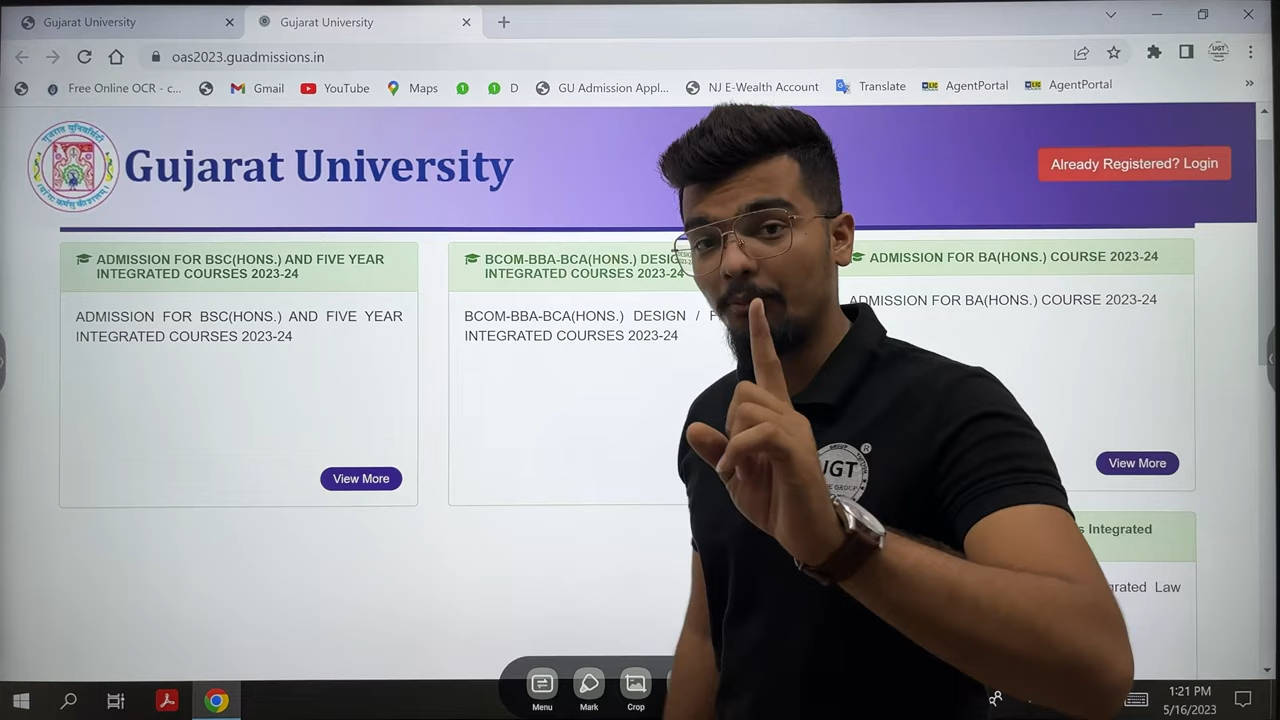 Gujarat University
Gujarat University
oas2023.guadmissions.in
Free Online OCR - c...
Gmail
YouTube
Maps
D
GU Admission Appl...
NJ E-Wealth Account
Translate
AgentPortal
AgentPortal
Gujarat University
Already Registered? Login
ADMISSION FOR BSC(HONS.) AND FIVE YEAR
INTEGRATED COURSES 2023-24
ADMISSION FOR BSC(HONS.) AND FIVE YEAR
INTEGRATED COURSES 2023-24
View More
BCOM-BBA-BCA(HONS.)
INTEGRATED COURSES 2023-24
BCOM-BBA-BCA(HONS.) DESIGN /
INTEGRATED COURSES 2023-24
ADMISSION FOR BA(HONS.) COURSE 2023-24
ADMISSION FOR BA(HONS.) COURSE 2023-24
View More
Integrated
Law
UGT
Menu
Mark
Crop
1:21 PM
5/16/2023